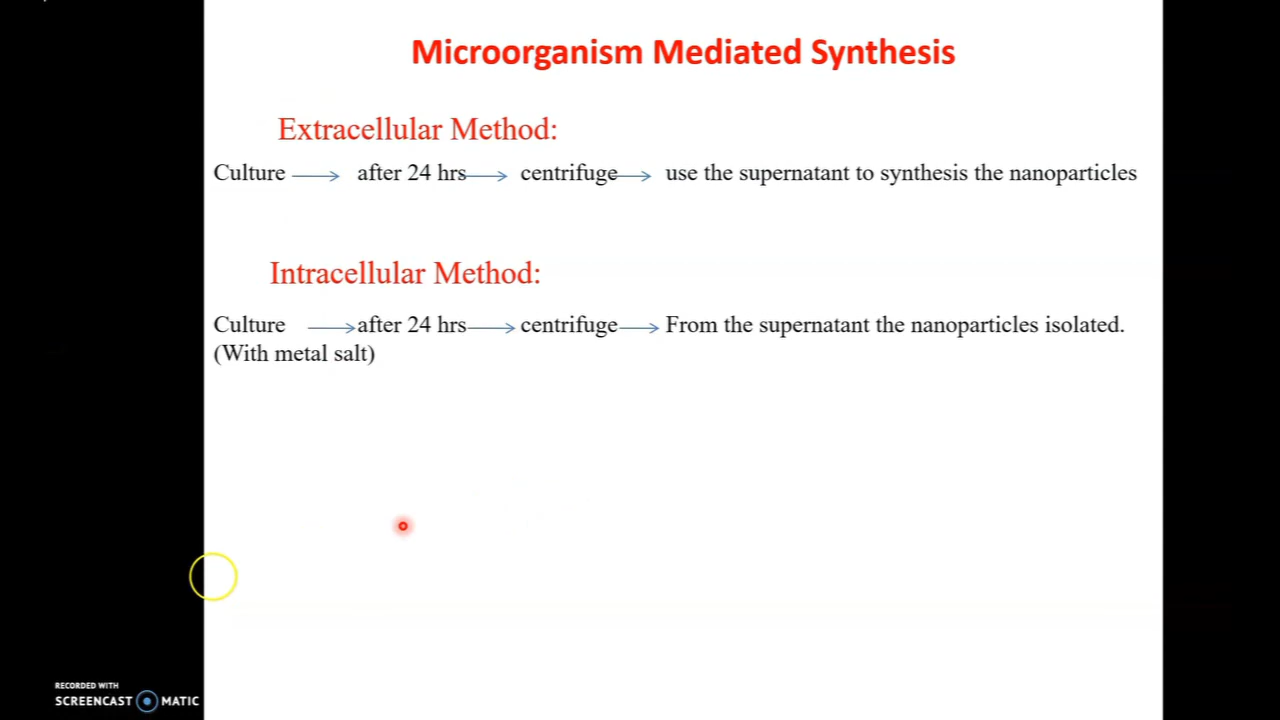 Microorganism Mediated Synthesis
Extracellular Method:
Culture → after 24 hrs → centrifuge → use the supernatant to synthesis the nanoparticles
Intracellular Method:
Culture → after 24 hrs → centrifuge → From the supernatant the nanoparticles isolated.
(With metal salt)
RECORDED WITH
SCREENCAST MATIC